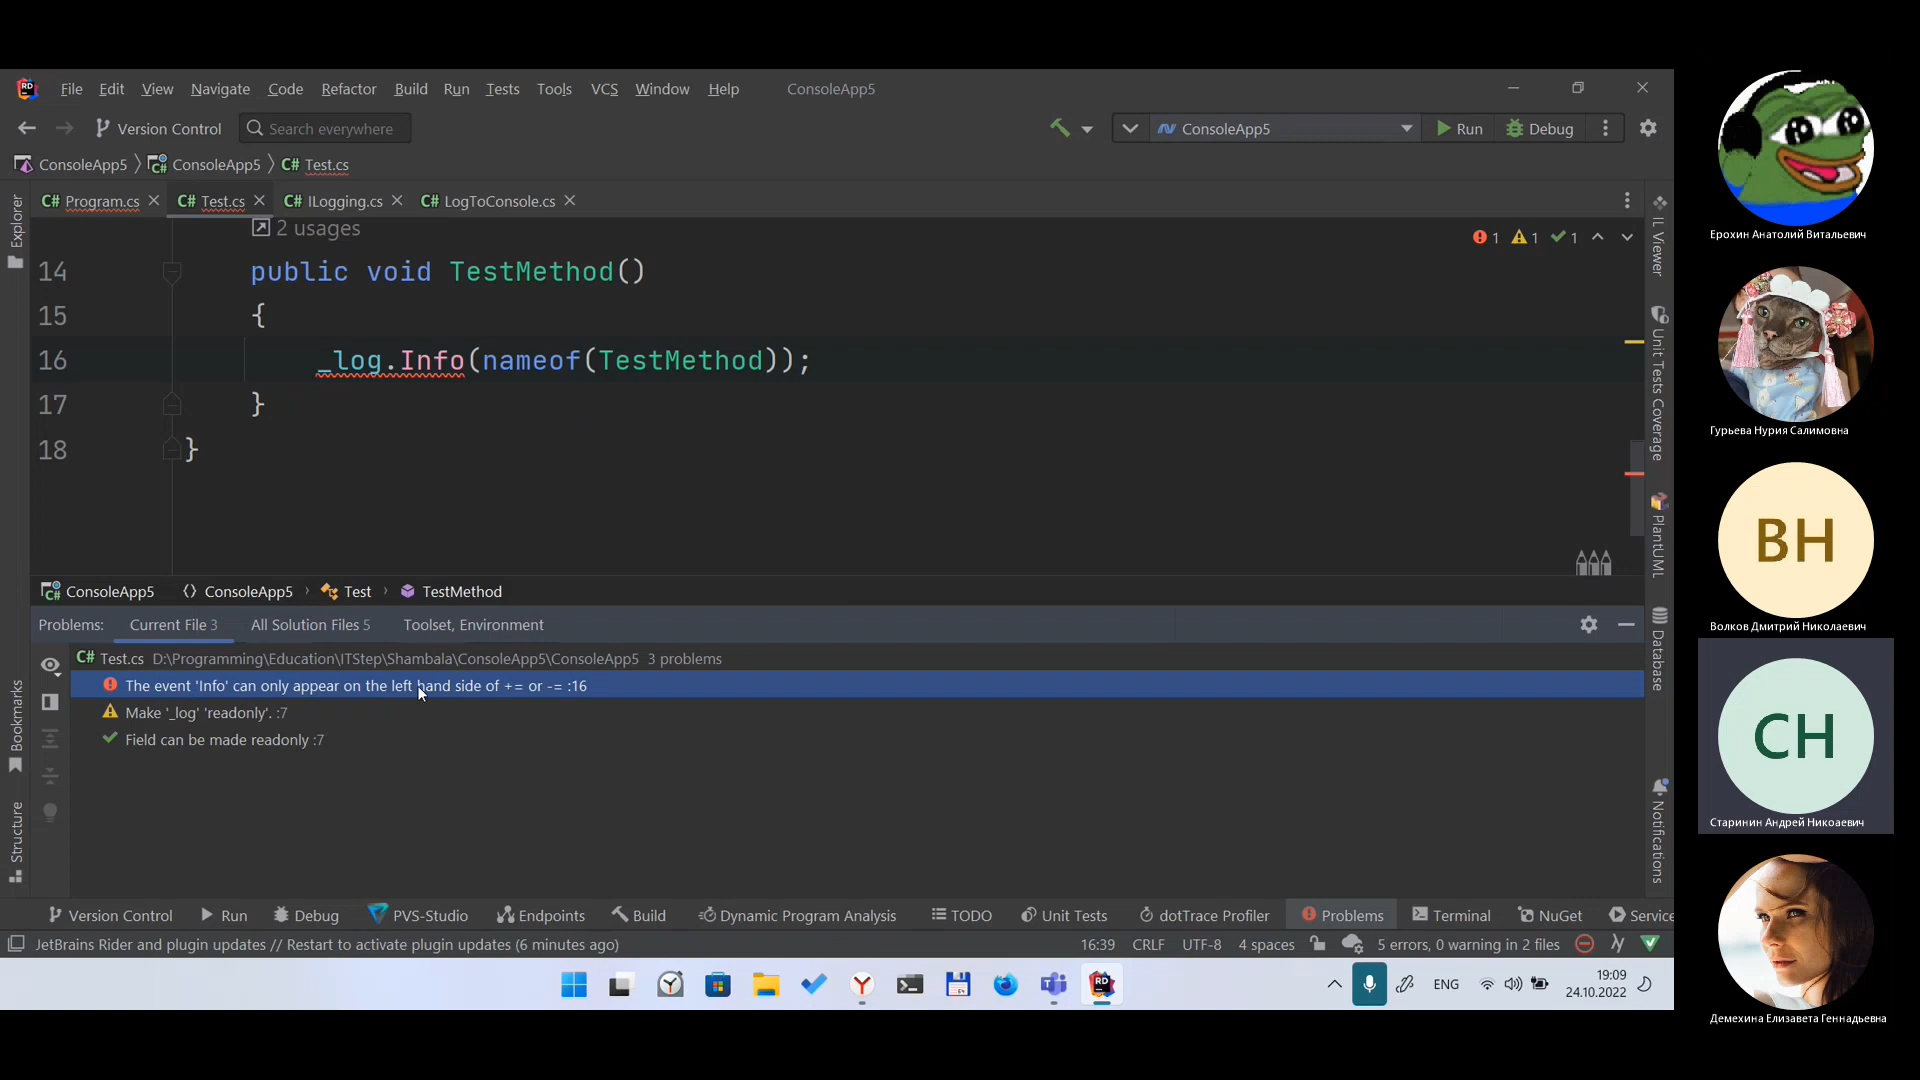 File Edit View Navigate Code Refactor Build Run Tests Tools VCS Window Help ConsoleApp5
Version Control Search everywhere ConsoleApp5 Run Debug
ConsoleApp5 ConsoleApp5 C# Test.cs
C# Program.cs C# Test.cs C# ILogging.cs C# LogToConsole.cs
Explorer
2 usages
1 1 1
14 public void TestMethod()
15 {
16 _log.Info(nameof(TestMethod));
17 }
18 }
ConsoleApp5 ConsoleApp5 Test TestMethod
Problems: Current File 3 All Solution Files 5 Toolset, Environment
C# Test.cs D:\Programming\Education\ITStep\Shambala\ConsoleApp5\ConsoleApp5 3 problems
The event 'Info' can only appear on the left hand side of += or -= :16
Make '_log' 'readonly'. :7
Field can be made readonly :7
Bookmarks
Structure
IL Viewer
Unit Tests Coverage
PlantUML
Database
Notifications
Version Control Run Debug PVS-Studio Endpoints Build Dynamic Program Analysis TODO Unit Tests dotTrace Profiler Problems Terminal NuGet Service
JetBrains Rider and plugin updates // Restart to activate plugin updates (6 minutes ago) 16:39 CRLF UTF-8 4 spaces 5 errors, 0 warning in 2 files
ENG 19:09
24.10.2022
Ерохин Анатолий Витальевич
Гурьева Нурия Салимовна
ВН
Волков Дмитрий Николаевич
СН
Старинин Андрей Никоаевич
Демехина Елизавета Геннадьевна